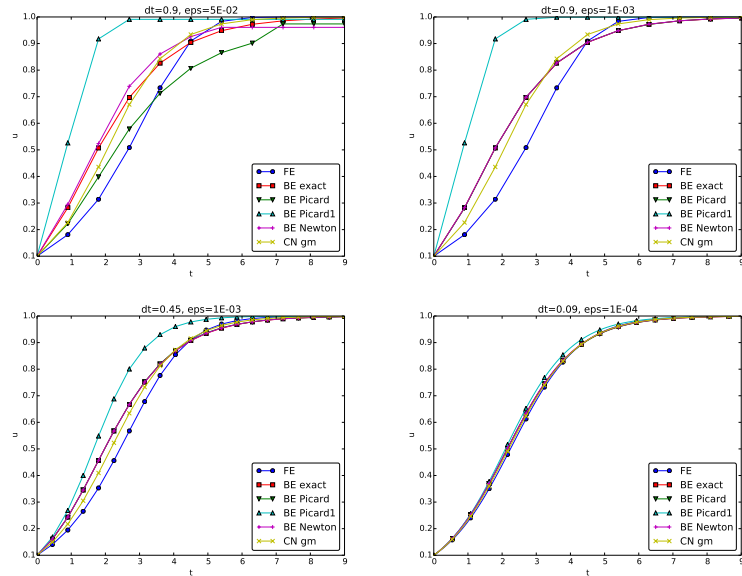 dt=0.9, eps=5E-02
1.0
0.9
0.8
0.7
0.6
0.5
0.4
0.3
0.2
0.1
u
0 1 2 3 4 5 6 7 8 9
t
FE
BE exact
BE Picard
BE Picard1
BE Newton
CN gm
dt=0.9, eps=1E-03
1.0
0.9
0.8
0.7
0.6
0.5
0.4
0.3
0.2
0.1
u
0 1 2 3 4 5 6 7 8 9
t
FE
BE exact
BE Picard
BE Picard1
BE Newton
CN gm
dt=0.45, eps=1E-03
1.0
0.9
0.8
0.7
0.6
0.5
0.4
0.3
0.2
0.1
u
0 1 2 3 4 5 6 7 8 9
t
FE
BE exact
BE Picard
BE Picard1
BE Newton
CN gm
dt=0.09, eps=1E-04
1.0
0.9
0.8
0.7
0.6
0.5
0.4
0.3
0.2
0.1
u
0 1 2 3 4 5 6 7 8 9
t
FE
BE exact
BE Picard
BE Picard1
BE Newton
CN gm